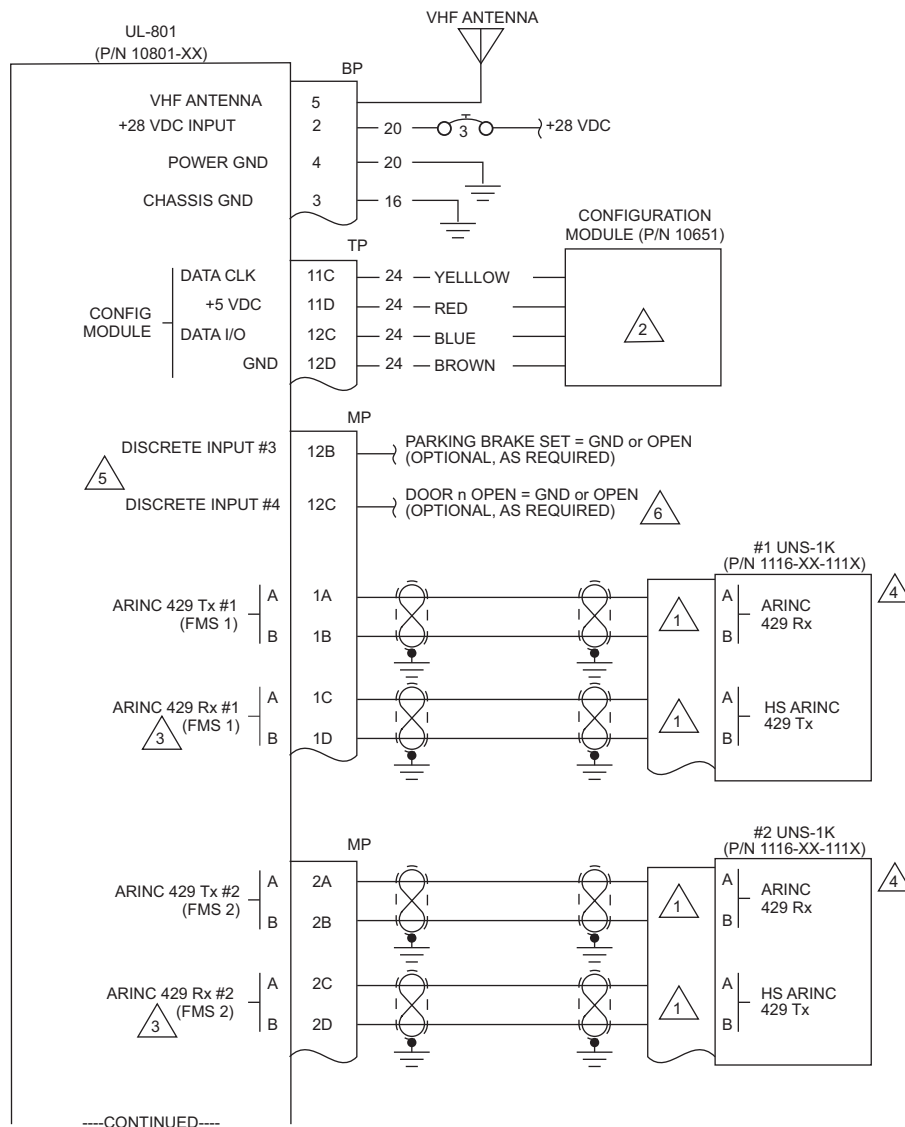 VHF ANTENNA
UL-801
(P/N 10801-XX)
BP
VHF ANTENNA 5
+28 VDC INPUT 2 20 3 +28 VDC
POWER GND 4 20
CHASSIS GND 3 16
CONFIGURATION
MODULE (P/N 10651)
TP
CONFIG
MODULE
DATA CLK 11C 24 YELLLOW
+5 VDC 11D 24 RED
DATA I/O 12C 24 BLUE
GND 12D 24 BROWN
2
MP
DISCRETE INPUT #3 12B PARKING BRAKE SET = GND or OPEN
(OPTIONAL, AS REQUIRED)
5
DISCRETE INPUT #4 12C DOOR n OPEN = GND or OPEN
(OPTIONAL, AS REQUIRED) 6
#1 UNS-1K
(P/N 1116-XX-111X)
4
ARINC 429 Tx #1
(FMS 1)
A 1A A
B 1B B
1
ARINC
429 Rx
ARINC 429 Rx #1
(FMS 1)
3
A 1C A
B 1D B
1
HS ARINC
429 Tx
#2 UNS-1K
(P/N 1116-XX-111X)
4
MP
ARINC 429 Tx #2
(FMS 2)
A 2A A
B 2B B
1
ARINC
429 Rx
ARINC 429 Rx #2
(FMS 2)
3
A 2C A
B 2D B
1
HS ARINC
429 Tx
----CONTINUED----